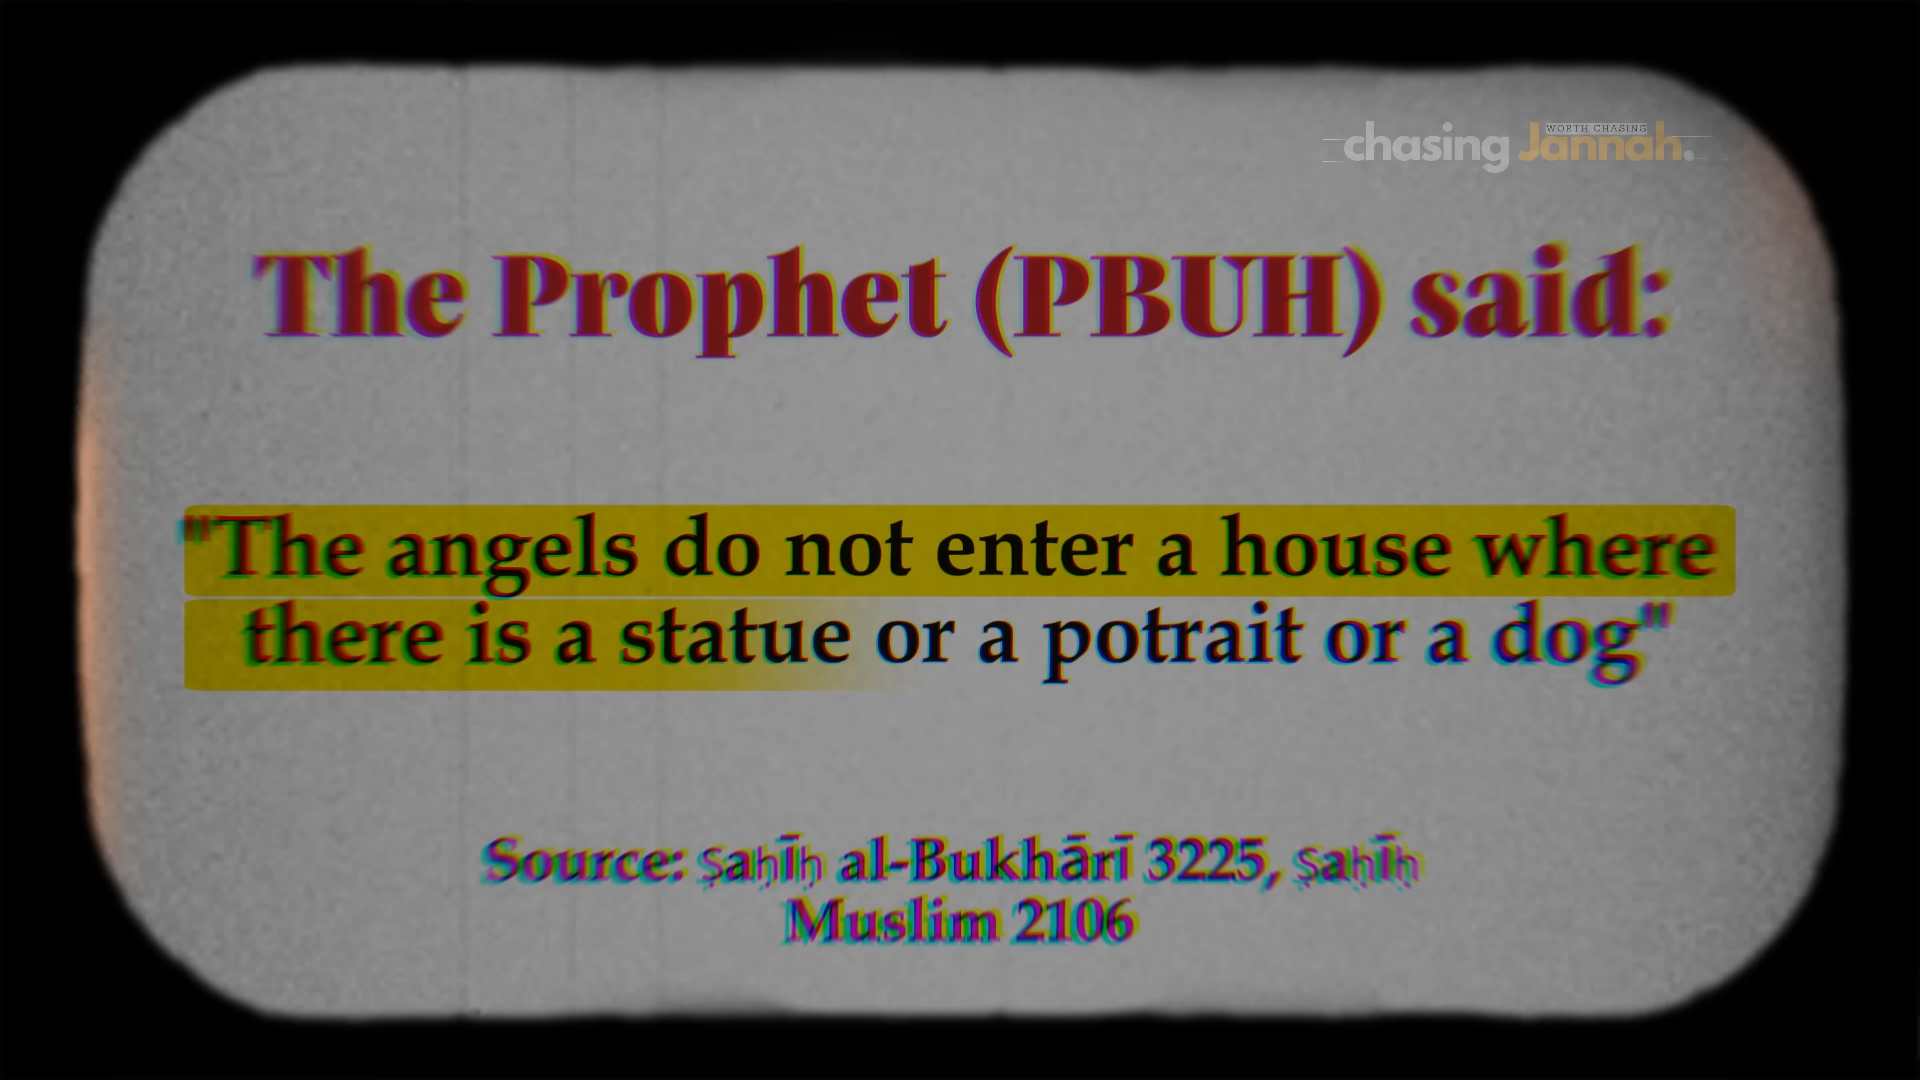 WORTH CHASING
chasing Jannah.
The Prophet (PBUH) said:
"The angels do not enter a house where
there is a statue or a potrait or a dog"
Source: Ṣaḥīḥ al-Bukhārī 3225, Ṣaḥīḥ
Muslim 2106